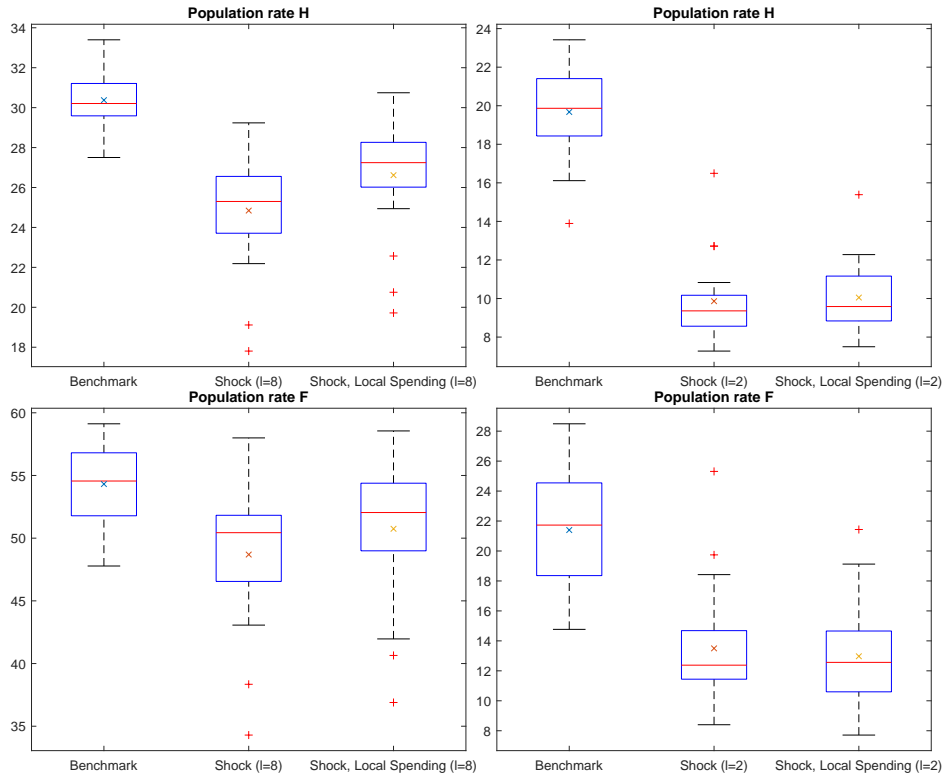 Population rate H
34
32
30
28
26
24
22
20
18
Benchmark
Shock (l=8)
Shock, Local Spending (l=8)
Population rate H
24
22
20
18
16
14
12
10
8
Benchmark
Shock (l=2)
Shock, Local Spending (l=2)
Population rate F
60
55
50
45
40
35
Benchmark
Shock (l=8)
Shock, Local Spending (l=8)
Population rate F
28
26
24
22
20
18
16
14
12
10
8
Benchmark
Shock (l=2)
Shock, Local Spending (l=2)